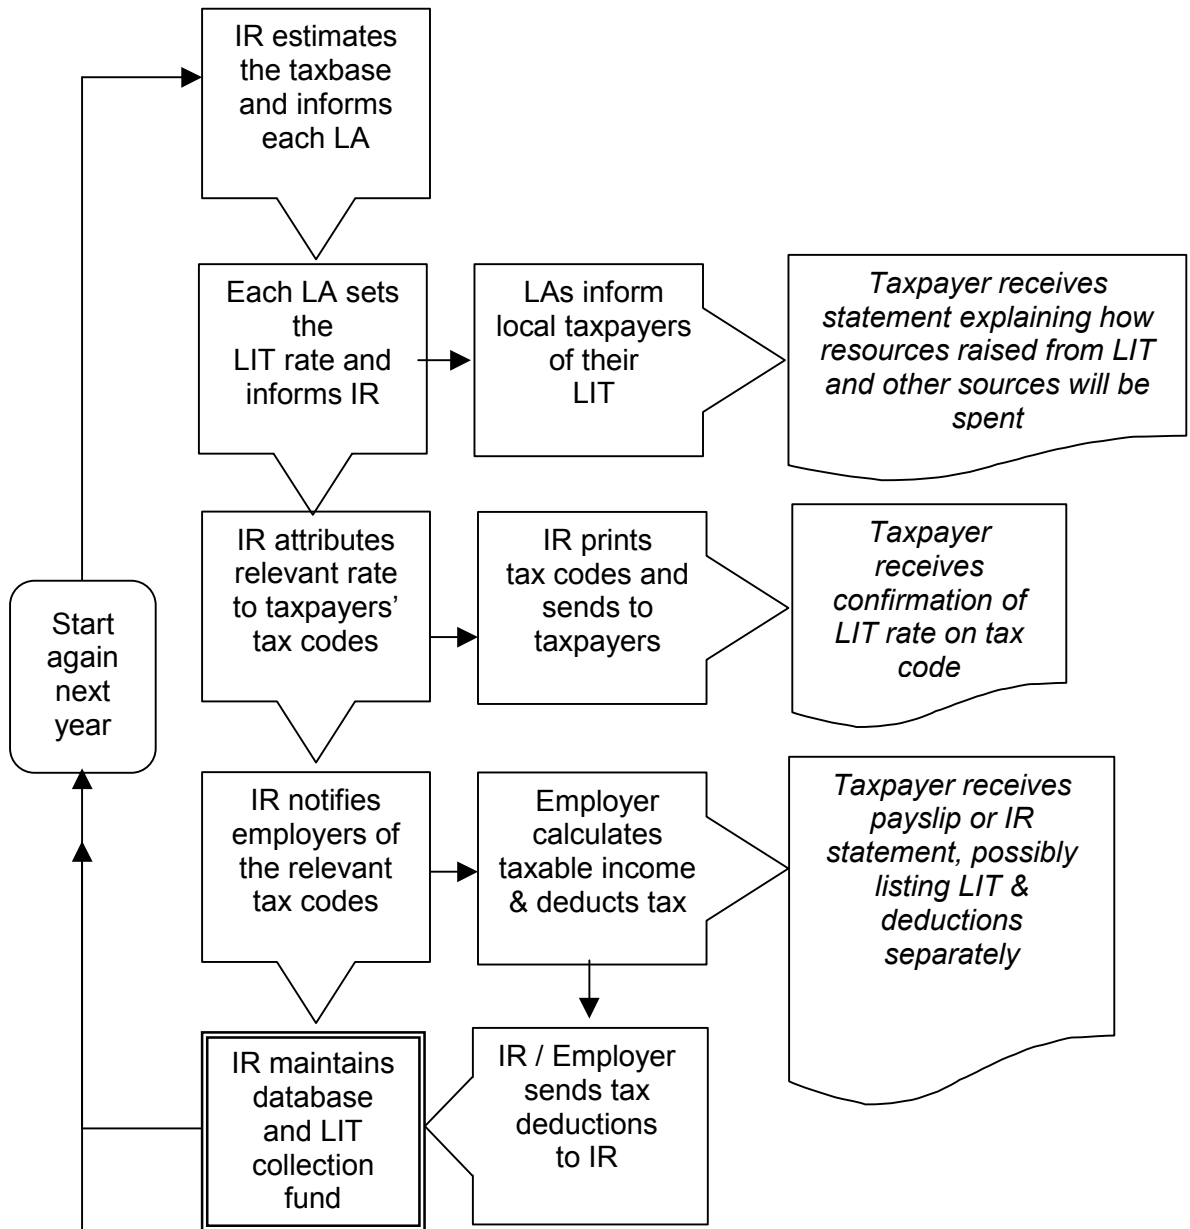 IR estimates
the taxbase
and informs
each LA
Each LA sets
the
LIT rate and
informs IR
LAs inform
local taxpayers
of their
LIT
Taxpayer receives
statement explaining how
resources raised from LIT
and other sources will be
spent
IR attributes
relevant rate
to taxpayers’
tax codes
IR prints
tax codes and
sends to
taxpayers
Taxpayer
receives
confirmation of
LIT rate on tax
code
Start
again
next
year
IR notifies
employers of
the relevant
tax codes
Employer
calculates
taxable income
& deducts tax
Taxpayer receives
payslip or IR
statement, possibly
listing LIT &
deductions
separately
IR maintains
database
and LIT
collection
fund
IR / Employer
sends tax
deductions
to IR